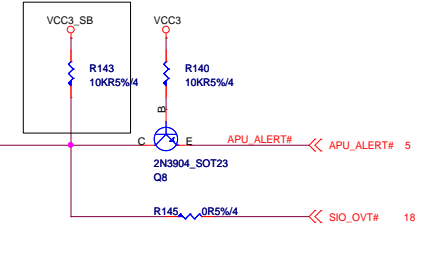 VCC3_SB
VCC3
R143
10KR5%/4
R140
10KR5%/4
B
C
E
APU_ALERT#
APU_ALERT# 5
2N3904_SOT23
Q8
R145 0R5%/4
SIO_OVT# 18